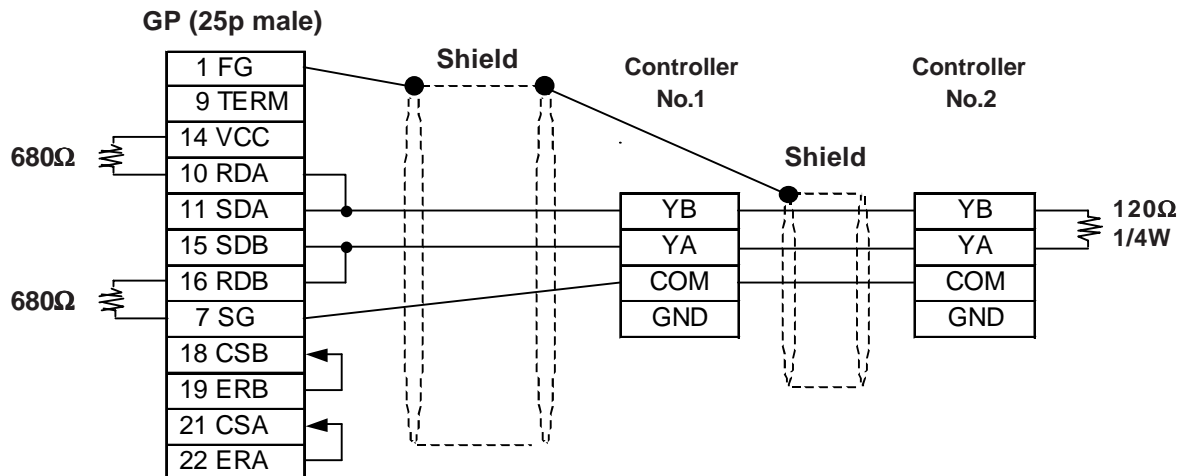 GP (25p male)
1 FG
9 TERM
14 VCC
10 RDA
11 SDA
15 SDB
16 RDB
7 SG
18 CSB
19 ERB
21 CSA
22 ERA
680Ω
680Ω
Shield
Controller
No.1
YB
YA
COM
GND
Shield
Controller
No.2
YB
YA
COM
GND
120Ω
1/4W